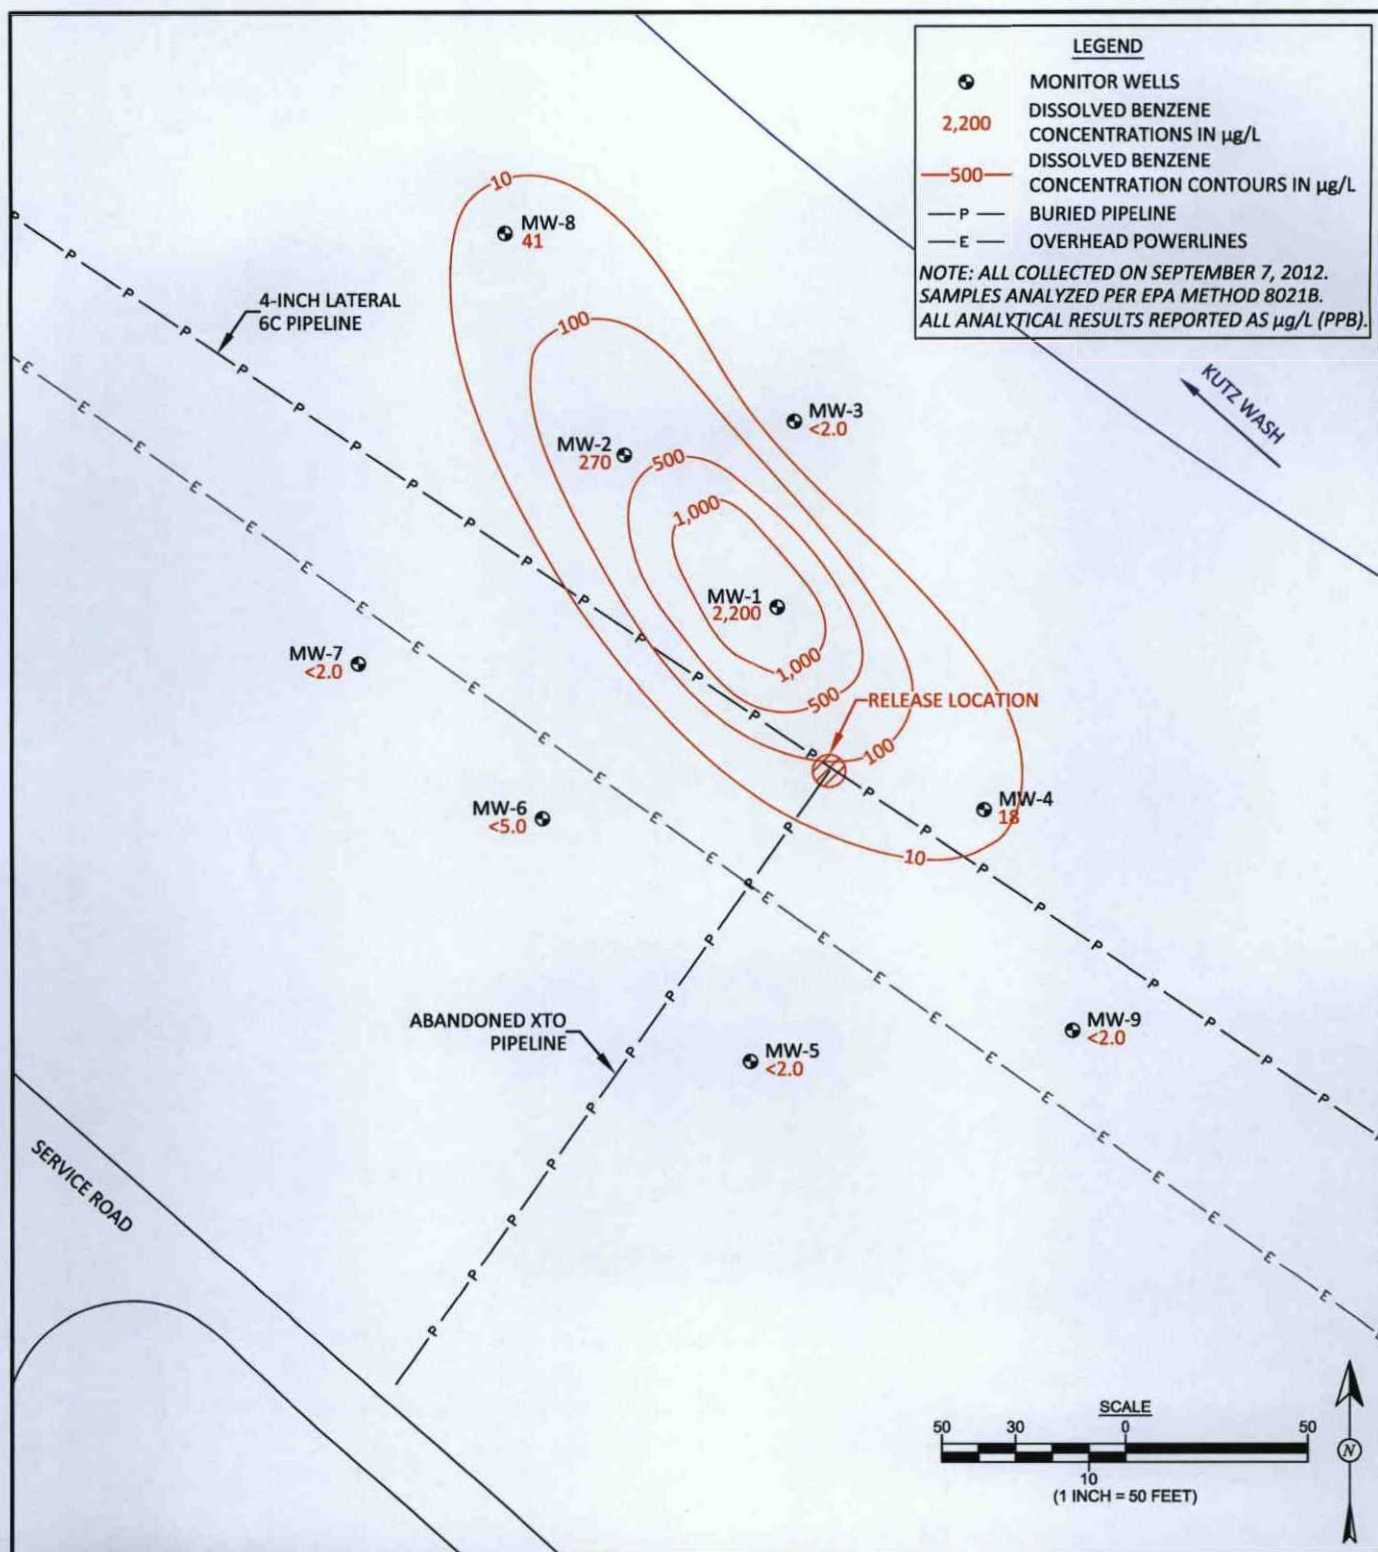 LEGEND
MONITOR WELLS
2,200
DISSOLVED BENZENE
CONCENTRATIONS IN µg/L
500
DISSOLVED BENZENE
CONCENTRATION CONTOURS IN µg/L
P
BURIED PIPELINE
E
OVERHEAD POWERLINES
NOTE: ALL COLLECTED ON SEPTEMBER 7, 2012.
SAMPLES ANALYZED PER EPA METHOD 8021B.
ALL ANALYTICAL RESULTS REPORTED AS µg/L (PPB).
10
MW-8
41
4-INCH LATERAL
6C PIPELINE
100
KUTZ WASH
MW-3
<2.0
MW-2
270
500
1,000
MW-1
2,200
1,000
MW-7
<2.0
500
RELEASE LOCATION
100
MW-4
18
MW-6
<5.0
10
ABANDONED XTO
PIPELINE
MW-9
<2.0
MW-5
<2.0
SERVICE ROAD
SCALE
50 30 0 50
10
(1 INCH = 50 FEET)
N